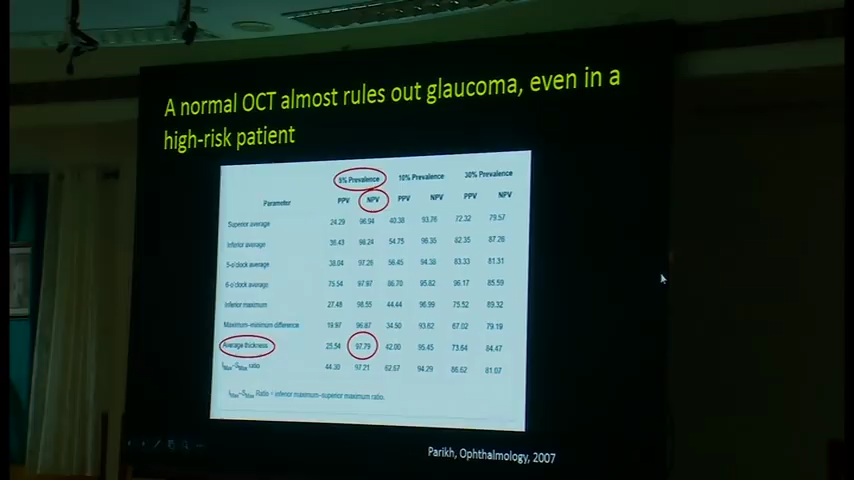 A normal OCT almost rules out glaucoma, even in a
high-risk patient
5% Prevalence 10% Prevalence 30% Prevalence
Parameter PPV NPV PPV NPV PPV NPV
Superior average 24.29 96.94 40.38 93.76 72.32 79.57
Inferior average 36.43 98.24 54.75 96.35 82.35 87.26
5-o'clock average 38.04 97.26 56.45 94.38 83.33 81.31
6-o'clock average 75.54 97.97 86.70 95.82 96.17 85.59
Inferior maximum 27.48 98.55 44.44 96.99 75.52 89.32
Maximum–minimum difference 19.97 96.87 34.50 93.62 67.02 79.19
Average thickness 25.54 97.79 42.00 95.45 73.64 84.47
ratio 44.30 97.21 62.67 94.29 86.62 81.07
Ratio = inferior maximum–superior maximum ratio.
Parikh, Ophthalmology, 2007